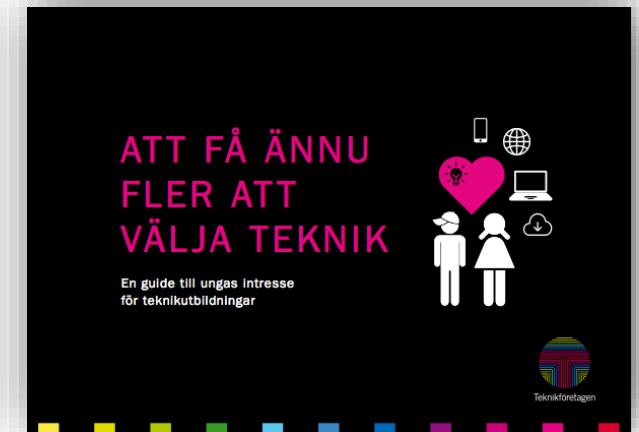 ATT FÅ ÄNNU
FLER ATT
VÄLJA TEKNIK
En guide till ungas intresse
för teknikutbildningar
Teknikföretagen